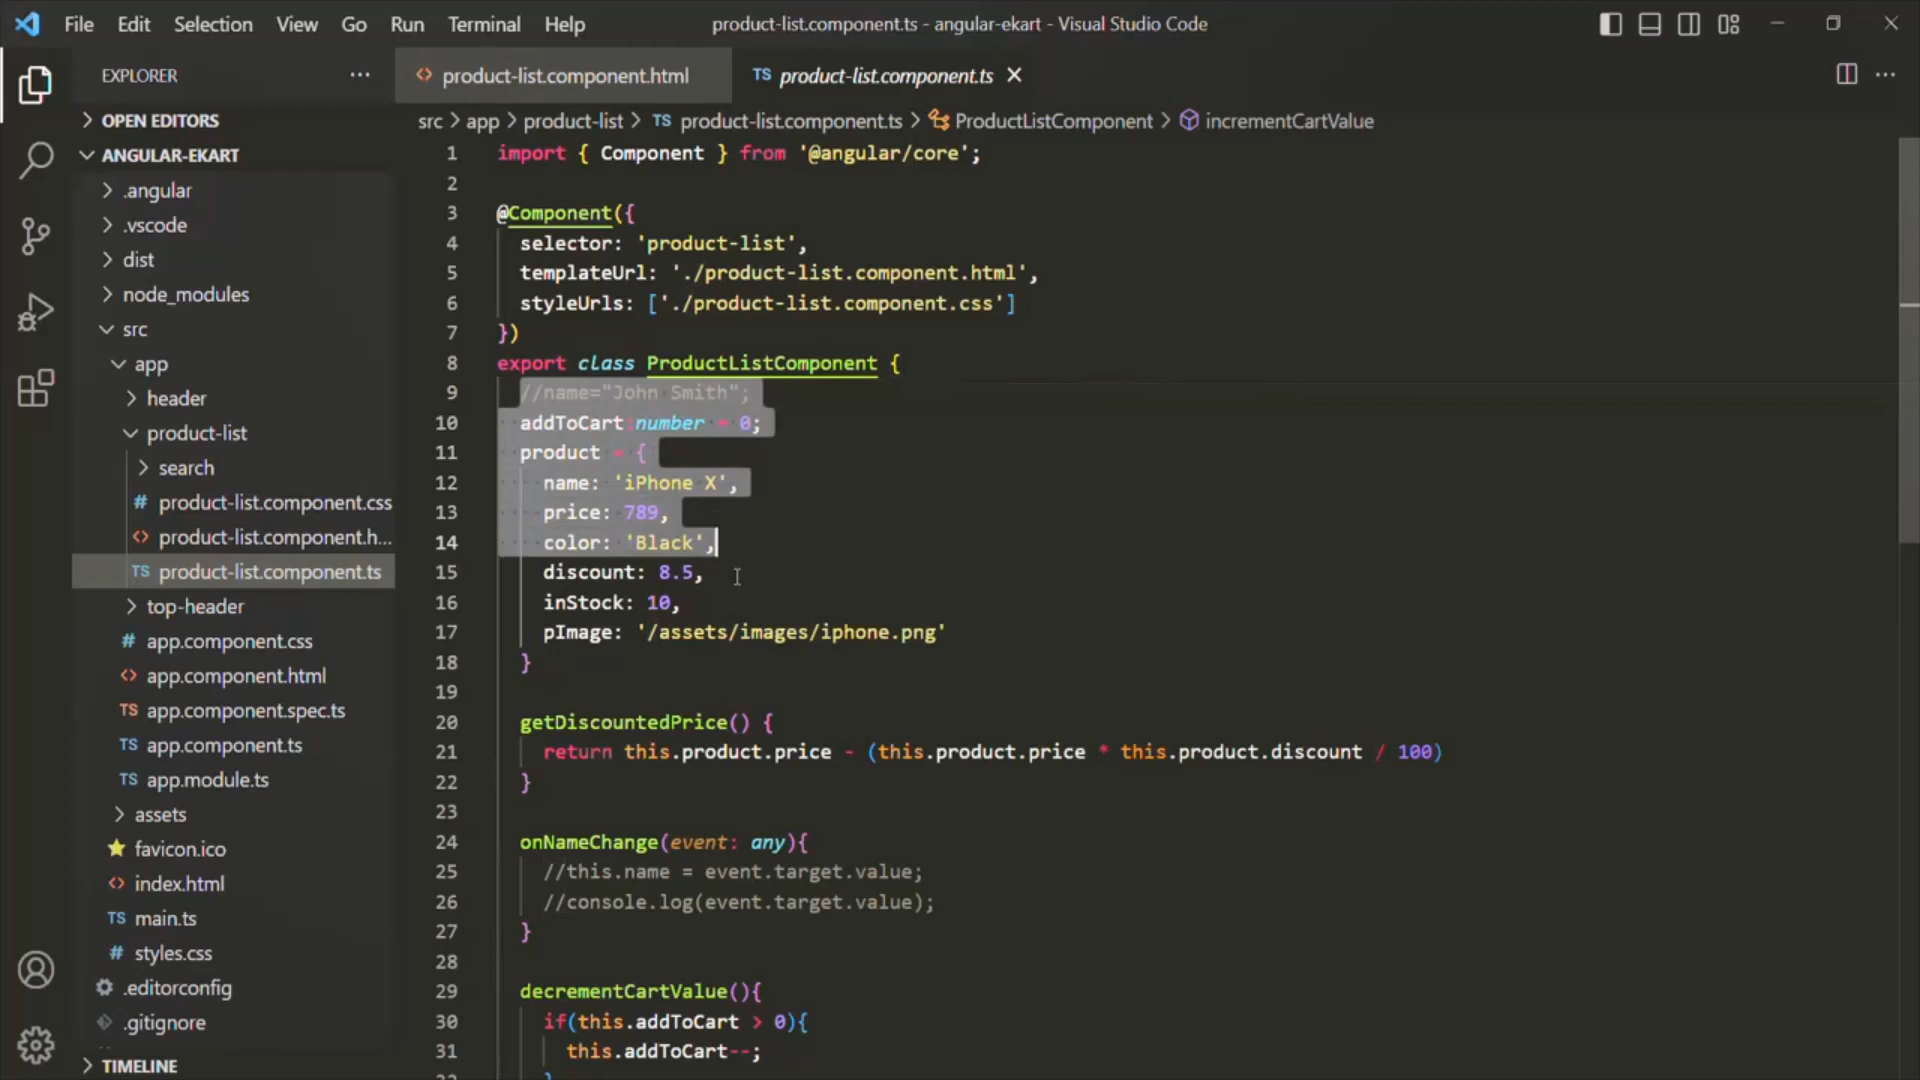 File Edit Selection View Go Run Terminal Help
product-list.component.ts - angular-ekart - Visual Studio Code
EXPLORER
product-list.component.html
TS product-list.component.ts
OPEN EDITORS
ANGULAR-EKART
.angular
.vscode
dist
node_modules
src
app
header
product-list
search
# product-list.component.css
<> product-list.component.h...
TS product-list.component.ts
top-header
# app.component.css
<> app.component.html
TS app.component.spec.ts
TS app.component.ts
TS app.module.ts
assets
favicon.ico
<> index.html
TS main.ts
# styles.css
.editorconfig
.gitignore
TIMELINE
src > app > product-list > TS product-list.component.ts > ProductListComponent > incrementCartValue
1 import { Component } from '@angular/core';
2
3 @Component({
4 selector: 'product-list',
5 templateUrl: './product-list.component.html',
6 styleUrls: ['./product-list.component.css']
7 })
8 export class ProductListComponent {
9 //name="John Smith";
10 addToCart: number = 0;
11 product = {
12 name: 'iPhone X',
13 price: 789,
14 color: 'Black',
15 discount: 8.5,
16 inStock: 10,
17 pImage: '/assets/images/iphone.png'
18 }
19
20 getDiscountedPrice() {
21 return this.product.price - (this.product.price * this.product.discount / 100)
22 }
23
24 onNameChange(event: any){
25 //this.name = event.target.value;
26 //console.log(event.target.value);
27 }
28
29 decrementCartValue(){
30 if(this.addToCart > 0){
31 this.addToCart--;